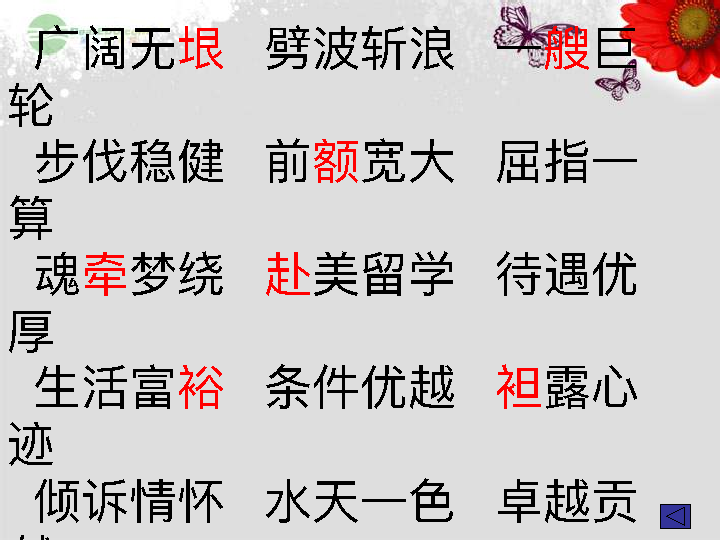 广阔无垠 劈波斩浪 一艘巨
轮
步伐稳健 前额宽大 屈指一
算
魂牵梦绕 赴美留学 待遇优
厚
生活富裕 条件优越 袒露心
迹
倾诉情怀 水天一色 卓越贡